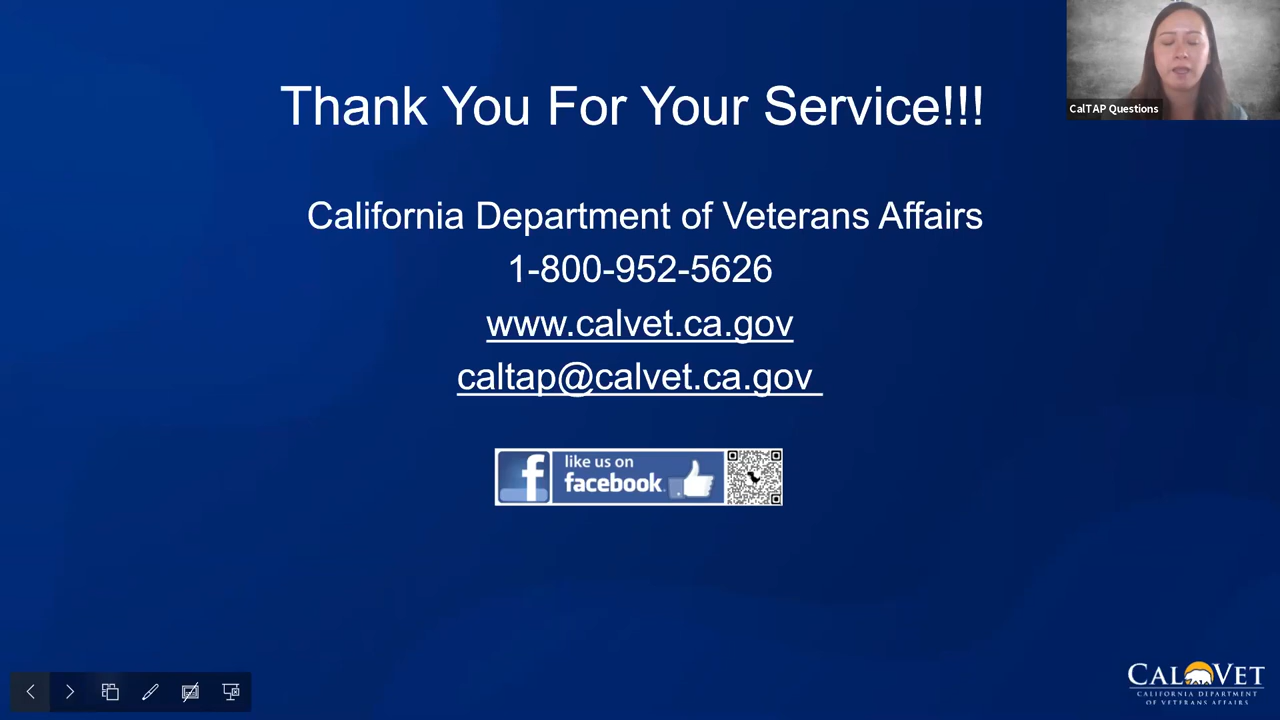 Thank You For Your Service!!!
CalTAP Questions
California Department of Veterans Affairs
1-800-952-5626
www.calvet.ca.gov
caltap@calvet.ca.gov
f
like us on
facebook
CALVET
CALIFORNIA DEPARTMENT
OF VETERANS AFFAIRS